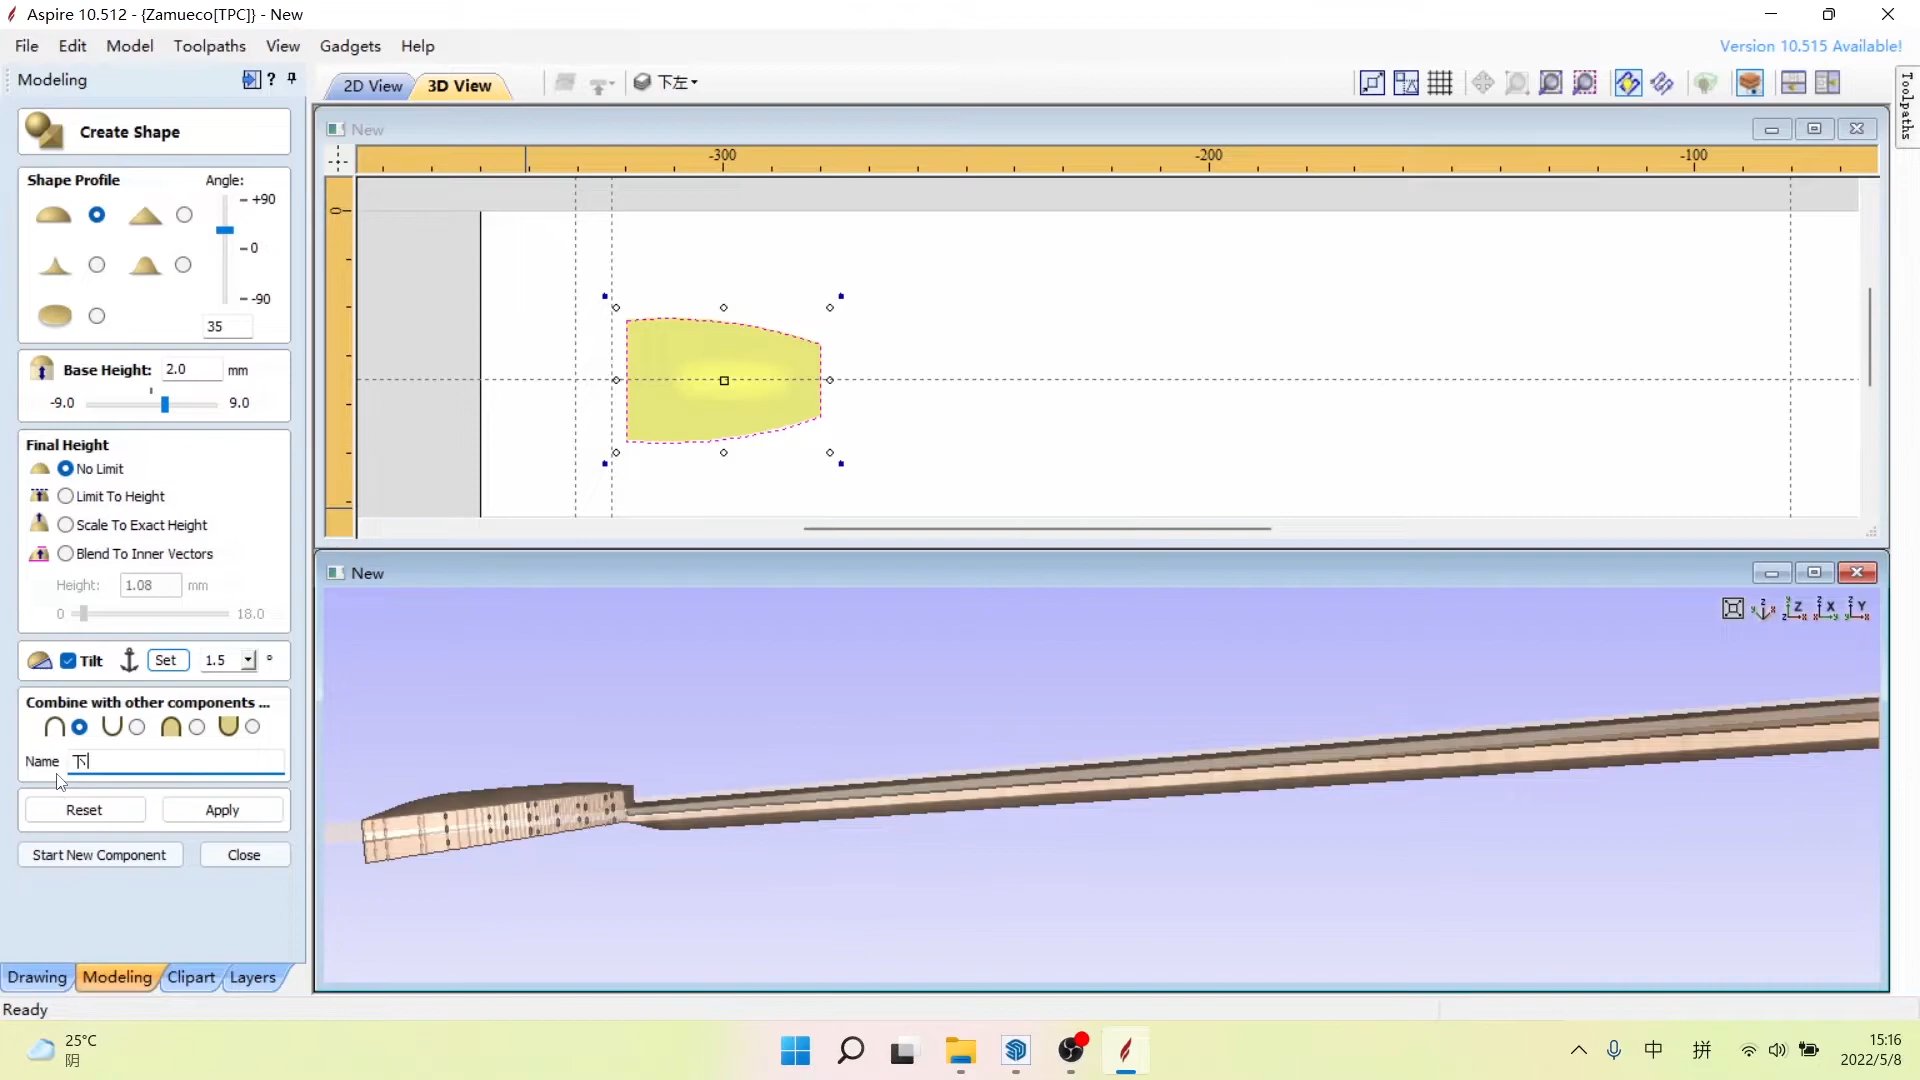 Aspire 10.512 - {Zamueco[TPC]} - New
File Edit Model Toolpaths View Gadgets Help
Version 10.515 Available!
Modeling ?
2D View 3D View 下左
Toolpaths
Create Shape
New
-300 -200 -100
0
Shape Profile Angle:
+90
0
-90
35
Base Height: 2.0 mm
-9.0 9.0
Final Height
No Limit
Limit To Height
Scale To Exact Height
Blend To Inner Vectors
Height: 1.08 mm
0 18.0
New
Tilt Set 1.5 °
Combine with other components ...
Name 下
Reset Apply
Start New Component Close
Drawing Modeling Clipart Layers
Ready
25°C
阴
中 拼
15:16
2022/5/8